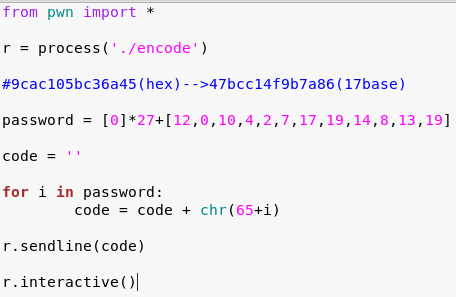 from pwn import *
r = process('./encode')
#9cac105bc36a45(hex)-->47bcc14f9b7a86(17base)
password = [0]*27+[12,0,10,4,2,7,17,19,14,8,13,19]
code = ''
for i in password:
        code = code + chr(65+i)
r.sendline(code)
r.interactive()